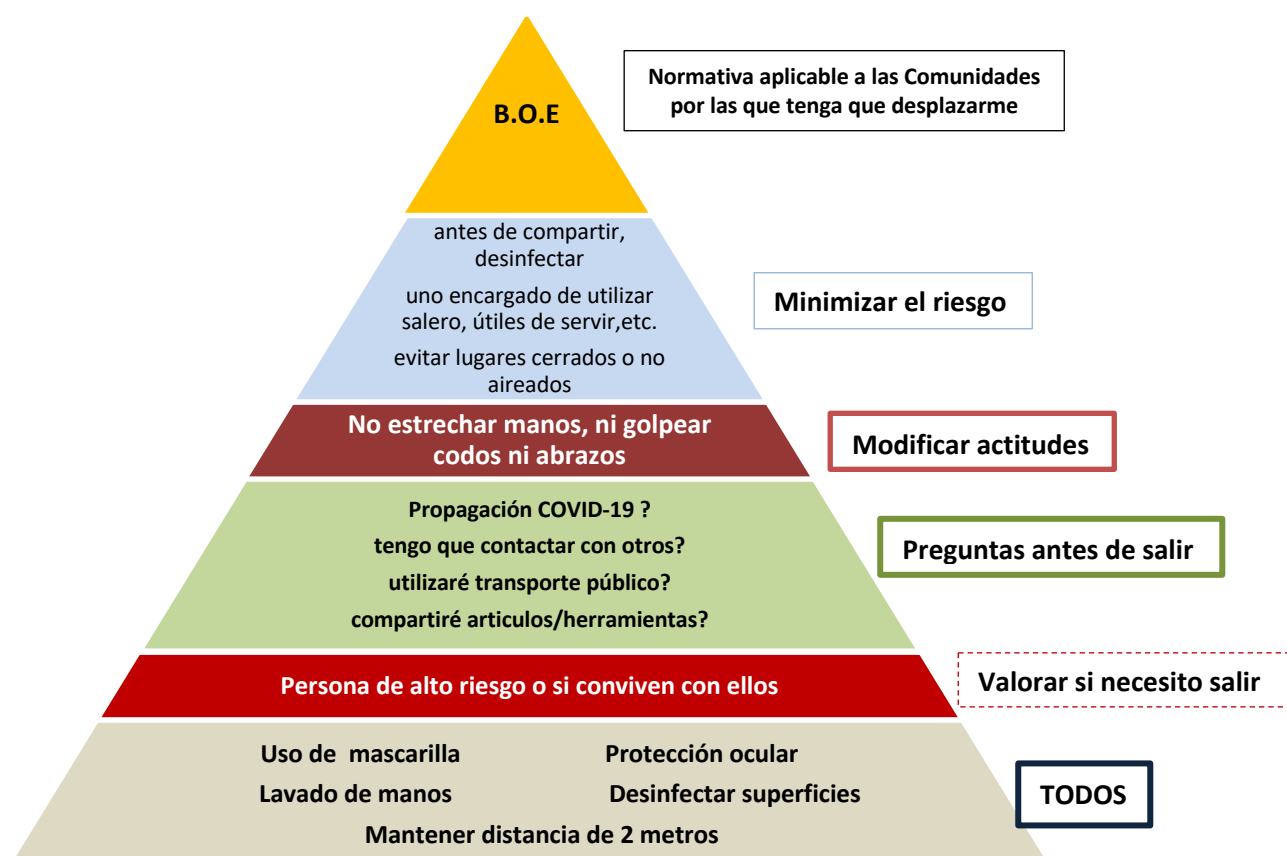 B.O.E
Normativa aplicable a las Comunidades
por las que tenga que desplazarme
antes de compartir,
desinfectar
uno encargado de utilizar
salero, útiles de servir,etc.
evitar lugares cerrados o no
aireados
Minimizar el riesgo
No estrechar manos, ni golpear
codos ni abrazos
Modificar actitudes
Propagación COVID-19 ?
tengo que contactar con otros?
utilizaré transporte público?
compartiré articulos/herramientas?
Preguntas antes de salir
Persona de alto riesgo o si conviven con ellos
Valorar si necesito salir
Uso de mascarilla Protección ocular
Lavado de manos Desinfectar superficies
Mantener distancia de 2 metros
TODOS